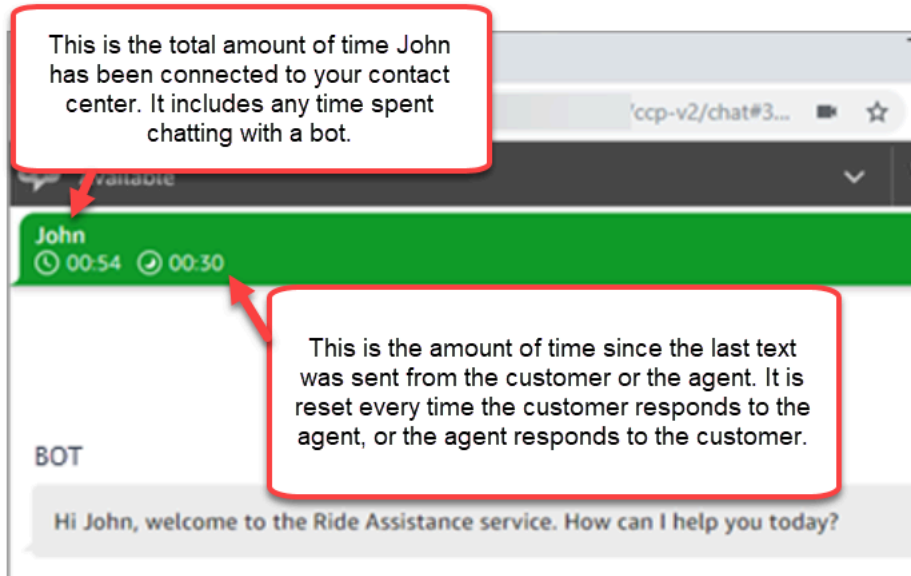 This is the total amount of time John
has been connected to your contact
center. It includes any time spent
chatting with a bot.
/ccp-v2/chat#3...
Available
John
00:54 00:30
This is the amount of time since the last text
was sent from the customer or the agent. It is
reset every time the customer responds to the
agent, or the agent responds to the customer.
BOT
Hi John, welcome to the Ride Assistance service. How can I help you today?